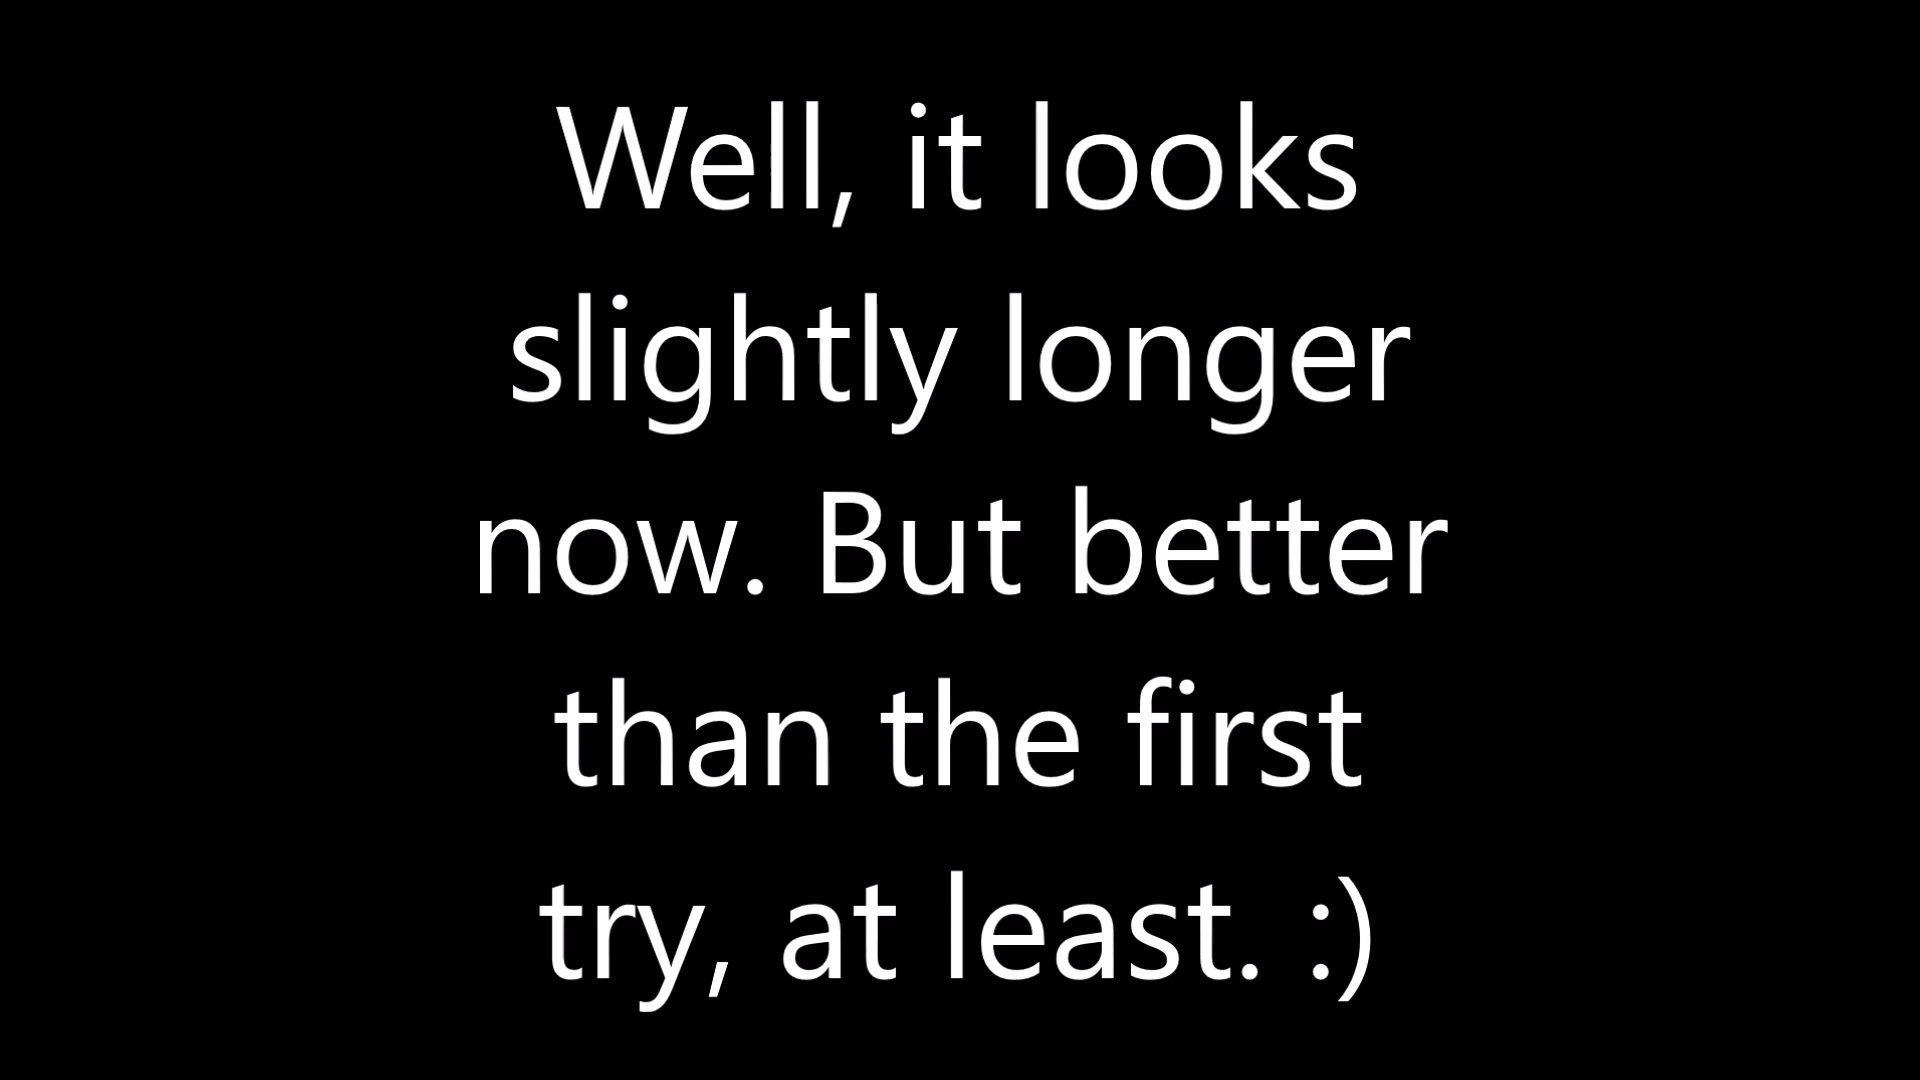 Well, it looks
slightly longer
now. But better
than the first
try, at least. :)